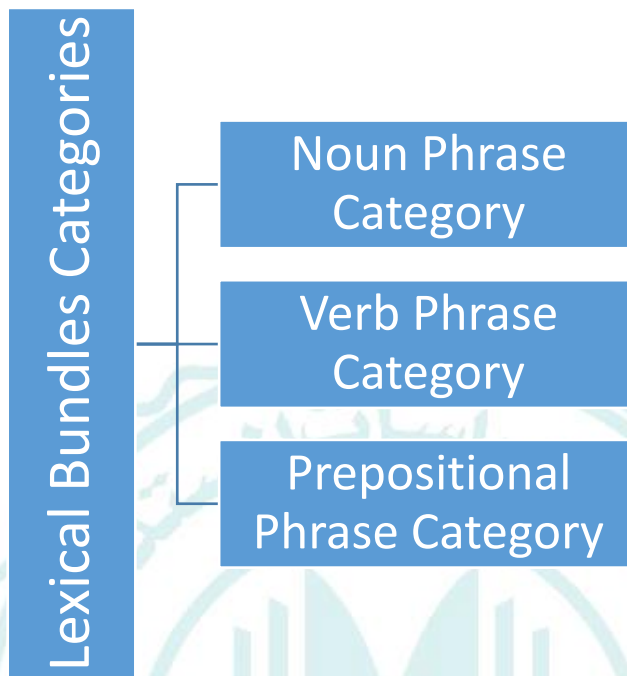 Lexical Bundles Categories
Noun Phrase
Category
Verb Phrase
Category
Prepositional
Phrase Category